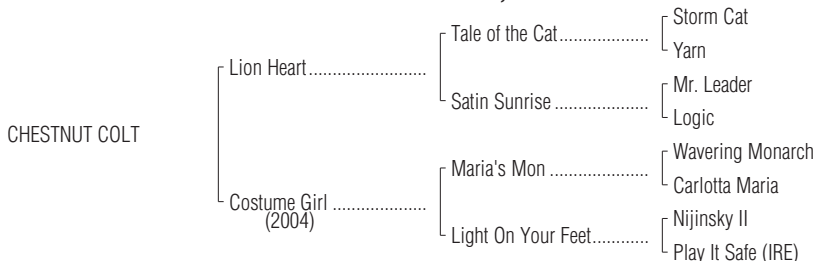 Storm Cat
Tale of the Cat....................
Yarn
Lion Heart.........................
Mr. Leader
Satin Sunrise ....................
Logic
CHESTNUT COLT
Wavering Monarch
Maria's Mon .....................
Carlotta Maria
Costume Girl ....................
(2004)
Nijinsky II
Light On Your Feet............
Play It Safe (IRE)